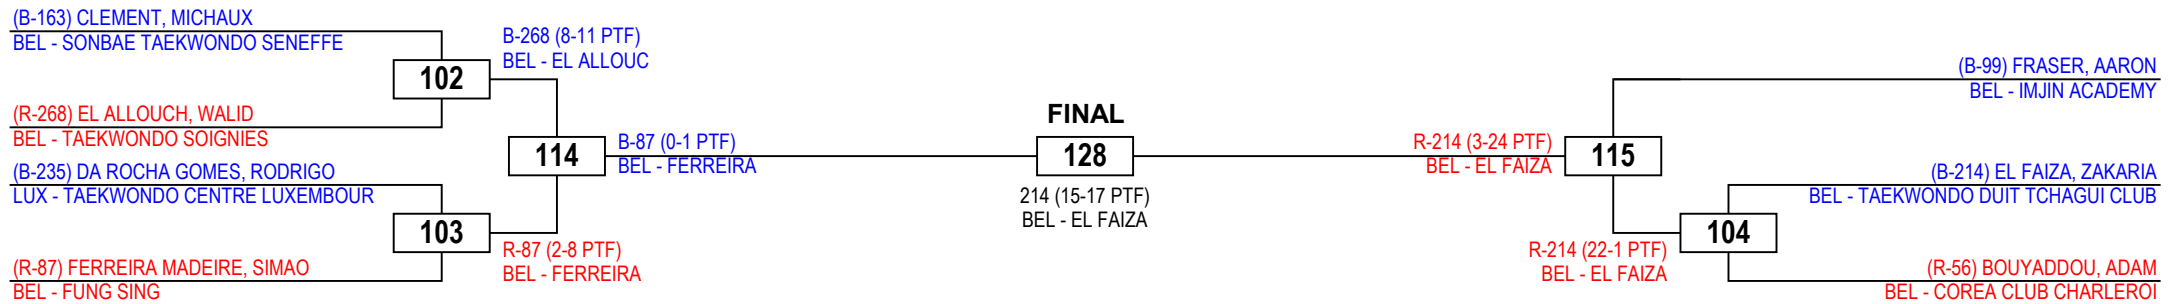 (B-163) CLEMENT, MICHAUX
BEL - SONBAE TAEKWONDO SENEFFE
B-268 (8-11 PTF)
BEL - EL ALLOUC
102
(R-268) EL ALLOUCH, WALID
BEL - TAEKWONDO SOIGNIES
114
B-87 (0-1 PTF)
BEL - FERREIRA
(B-235) DA ROCHA GOMES, RODRIGO
LUX - TAEKWONDO CENTRE LUXEMBOUR
103
R-87 (2-8 PTF)
BEL - FERREIRA
(R-87) FERREIRA MADEIRE, SIMAO
BEL - FUNG SING
FINAL
128
214 (15-17 PTF)
BEL - EL FAIZA
(B-99) FRASER, AARON
BEL - IMJIN ACADEMY
R-214 (3-24 PTF)
BEL - EL FAIZA
115
(B-214) EL FAIZA, ZAKARIA
BEL - TAEKWONDO DUIT TCHAGUI CLUB
104
R-214 (22-1 PTF)
BEL - EL FAIZA
(R-56) BOUYADDOU, ADAM
BEL - COREA CLUB CHARLEROI